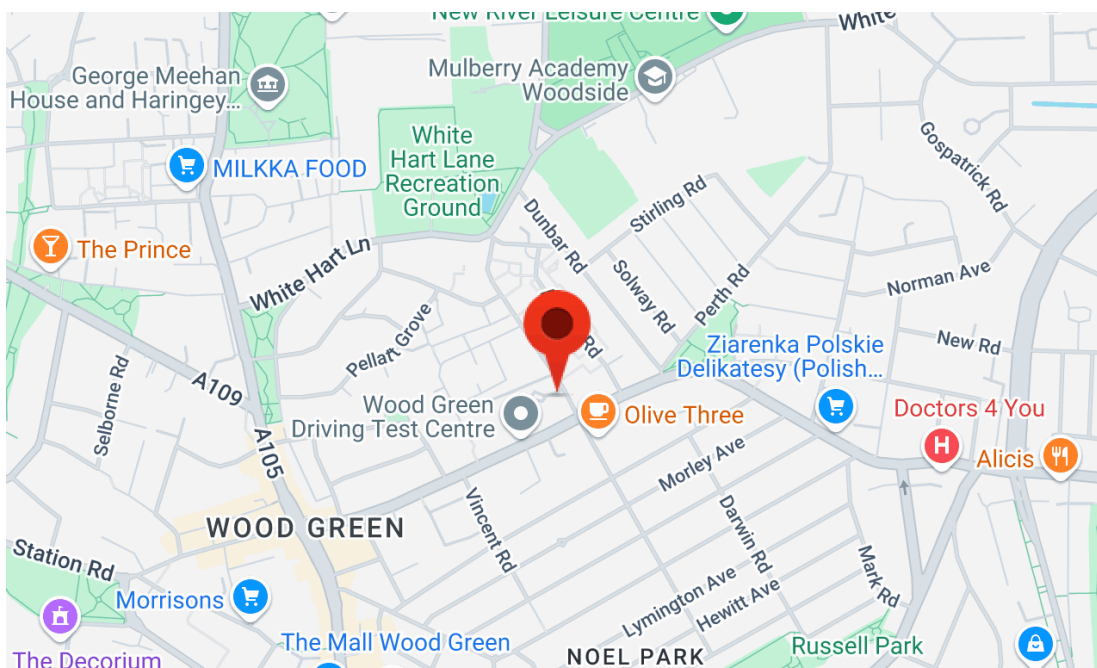 New River Leisure Centre
White
George Meehan
House and Haringey...
Mulberry Academy
Woodside
White
Hart Lane
Recreation
Ground
MILKKA FOOD
Gospatrick Rd
Stirling Rd
Dunbar Rd
The Prince
White Hart Ln
Solway Rd
Perth Rd
Norman Ave
Pellatt Grove
Rd
New Rd
Ziarenka Polskie
Delikatesy (Polish...
Selborne Rd
A109
Wood Green
Driving Test Centre
Olive Three
Doctors 4 You
H
Alicis
A105
Morley Ave
Vincent Rd
Darwin Rd
WOOD GREEN
Station Rd
Mark Rd
Morrisons
Lymington Ave
Hewitt Ave
The Mall Wood Green
NOEL PARK
Russell Park
The Decorium